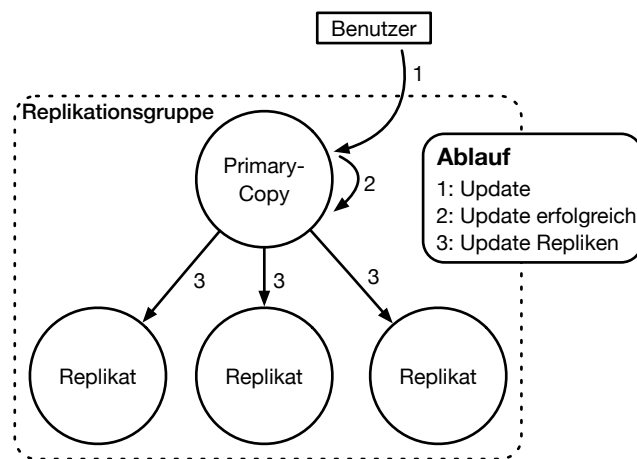 Benutzer
1
Replikationsgruppe
Primary-
Copy
2
Ablauf
1: Update
2: Update erfolgreich
3: Update Repliken
3
3
3
Replikat
Replikat
Replikat